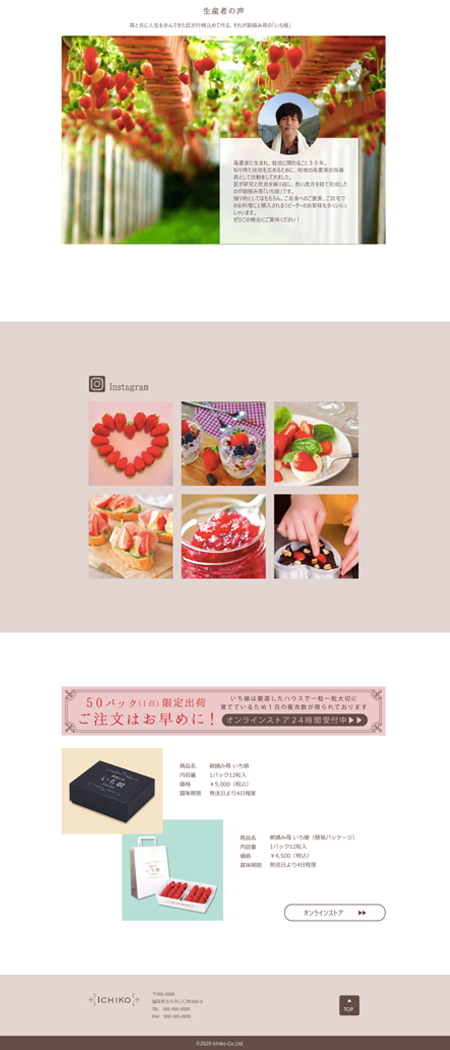 生産者の声
苺と共に人生を歩んできた匠が丹精込めて作る、それが朝摘み苺の「いち娘」
苺農家に生まれ、栽培に関わること３０年。
知り得た技術を広めるために、地域の苺農家の指導
員として活動をしてきました。
匠が研究と改良を繰り返し、長い歳月を経て完成した
のが朝摘み苺「いち娘」です。
贈り物としてはもちろん、ご自身へのご褒美、ご自宅で
のお料理にと購入されるリピーターのお客様も多くいらっ
しゃいます。
ぜひこの機会にご賞味ください！
Instagram
50パック(1日)限定出荷
ご注文はお早めに！
いち娘は厳選したハウスで一粒一粒大切に
育てているため１日の販売数が限られております
オンラインストア２４時間受付中▶▶
いち娘
商品名 朝摘み苺 いち娘
内容量 1パック12粒入
価格 ￥5,000（税込）
賞味期限 発送日より4日程度
いち娘
商品名 朝摘み苺 いち娘（簡易パッケージ）
内容量 1パック12粒入
価格 ￥4,500（税込）
賞味期限 発送日より4日程度
オンラインストア ▶▶
ICHIKO
〒000-0000
TEL 000-000-0000
FAX 000-000-0000
TOP
©2020 Ichiko Co.,Ltd.